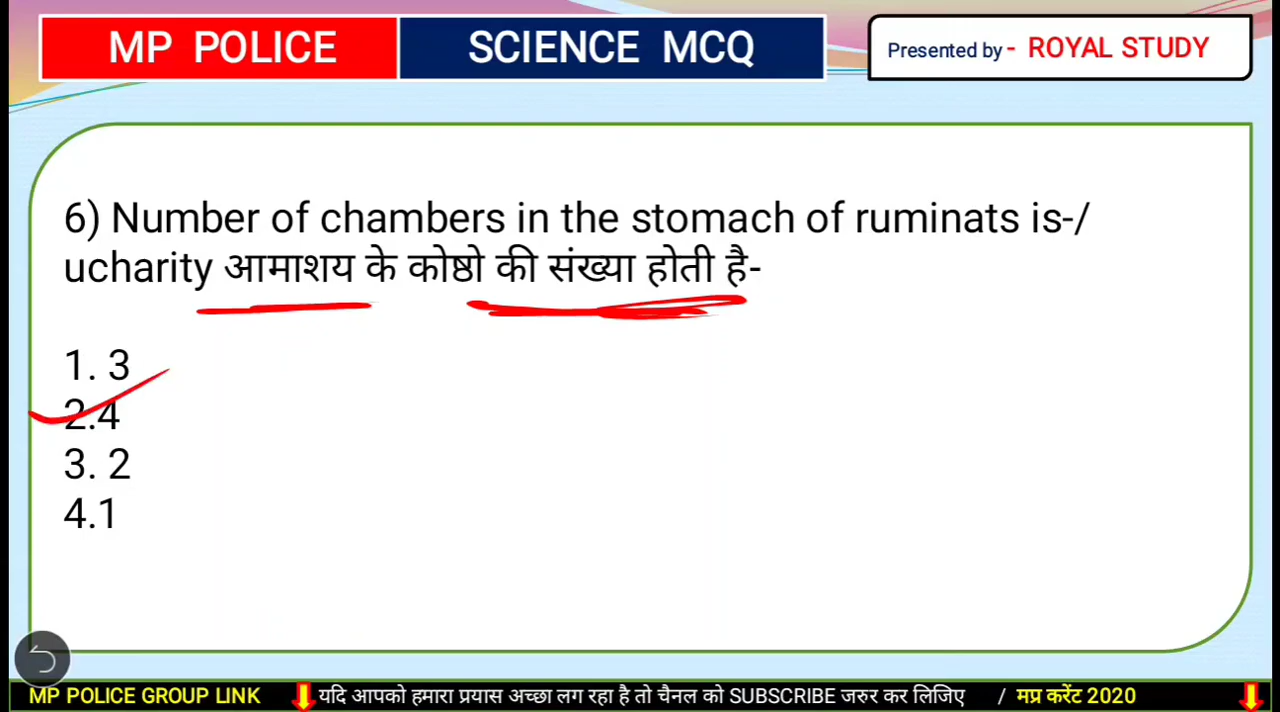 MP POLICE
SCIENCE MCQ
Presented by - ROYAL STUDY
6) Number of chambers in the stomach of ruminats is-/
ucharity आमाशय के कोष्ठो की संख्या होती है-
1. 3
2.4
3. 2
4.1
MP POLICE GROUP LINK यदि आपको हमारा प्रयास अच्छा लग रहा है तो चैनल को SUBSCRIBE जरुर कर लिजिए / मप्र करेंट 2020